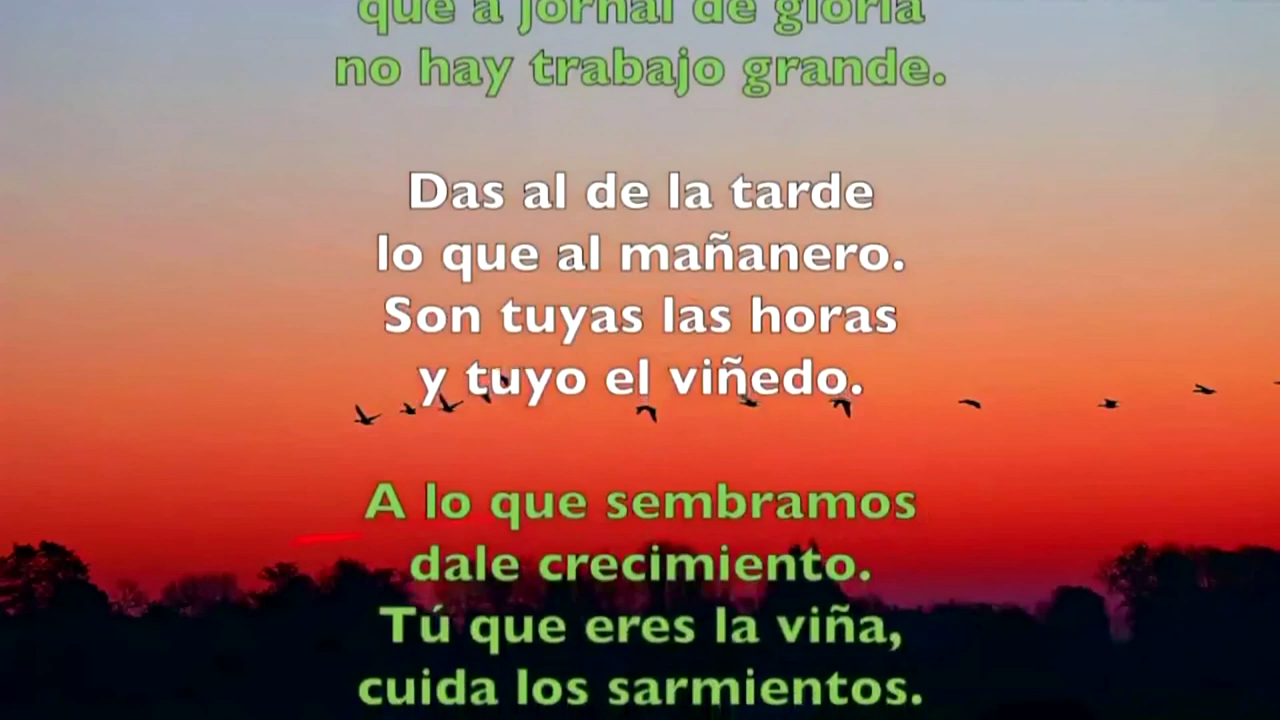 que a jornal de gloria
no hay trabajo grande.
Das al de la tarde
lo que al mañanero.
Son tuyas las horas
y tuyo el viñedo.
A lo que sembramos
dale crecimiento.
Tú que eres la viña,
cuida los sarmientos.